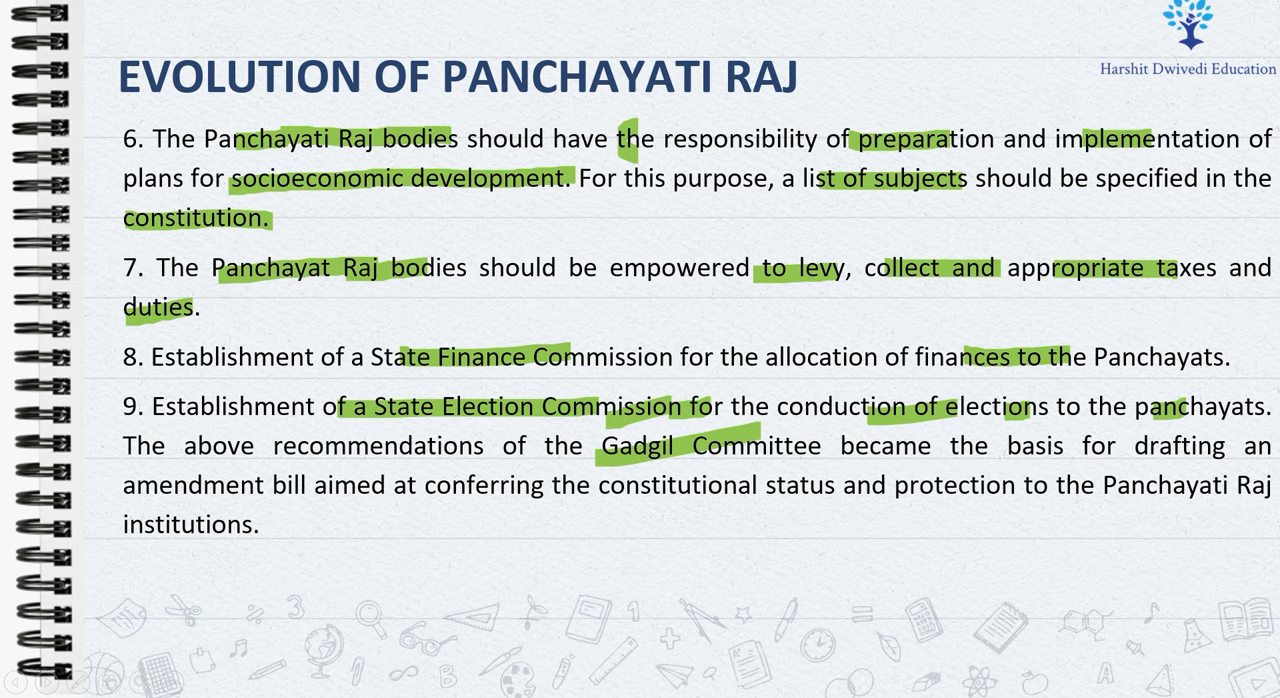 Harshit Dwivedi Education
EVOLUTION OF PANCHAYATI RAJ
6. The Panchayati Raj bodies should have the responsibility of preparation and implementation of
plans for socioeconomic development. For this purpose, a list of subjects should be specified in the
constitution.
7. The Panchayat Raj bodies should be empowered to levy, collect and appropriate taxes and
duties.
8. Establishment of a State Finance Commission for the allocation of finances to the Panchayats.
9. Establishment of a State Election Commission for the conduction of elections to the panchayats.
The above recommendations of the Gadgil Committee became the basis for drafting an
amendment bill aimed at conferring the constitutional status and protection to the Panchayati Raj
institutions.